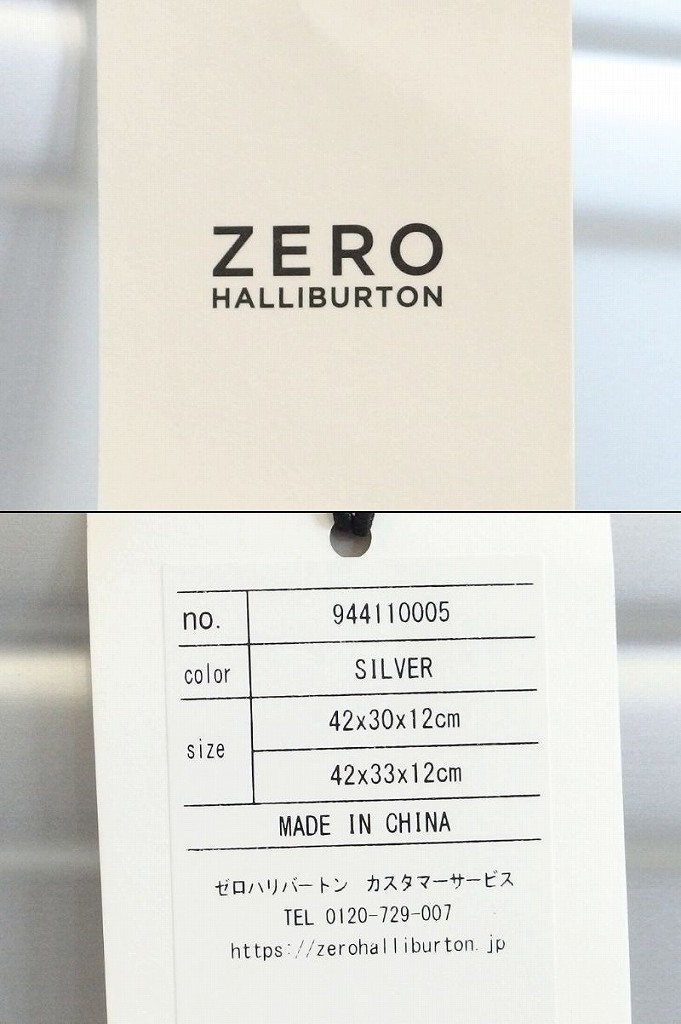 ZERO
HALLIBURTON
no. 944110005
color SILVER
size 42x30x12cm
42x33x12cm
MADE IN CHINA
ゼロハリバートン カスタマーサービス
TEL 0120-729-007
https://zerohalliburton.jp